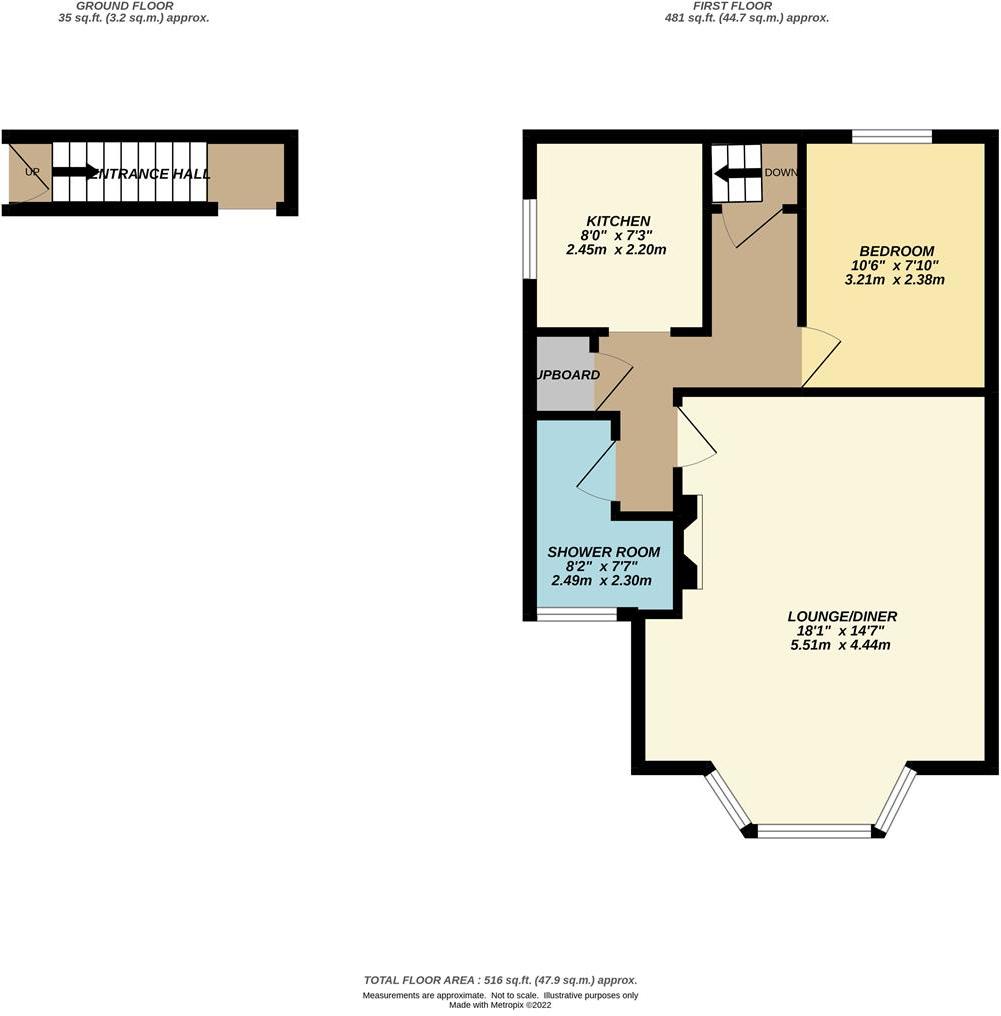 GROUND FLOOR
35 sq.ft. (3.2 sq.m.) approx.
FIRST FLOOR
481 sq.ft. (44.7 sq.m.) approx.
UP
ENTRANCE HALL
DOWN
KITCHEN
8'0" x 7'3"
2.45m x 2.20m
BEDROOM
10'6" x 7'10"
3.21m x 2.38m
UPBOARD
SHOWER ROOM
8'2" x 7'7"
2.49m x 2.30m
LOUNGE/DINER
18'1" x 14'7"
5.51m x 4.44m
TOTAL FLOOR AREA : 516 sq.ft. (47.9 sq.m.) approx.
Measurements are approximate. Not to scale. Illustrative purposes only
Made with Metropix ©2022